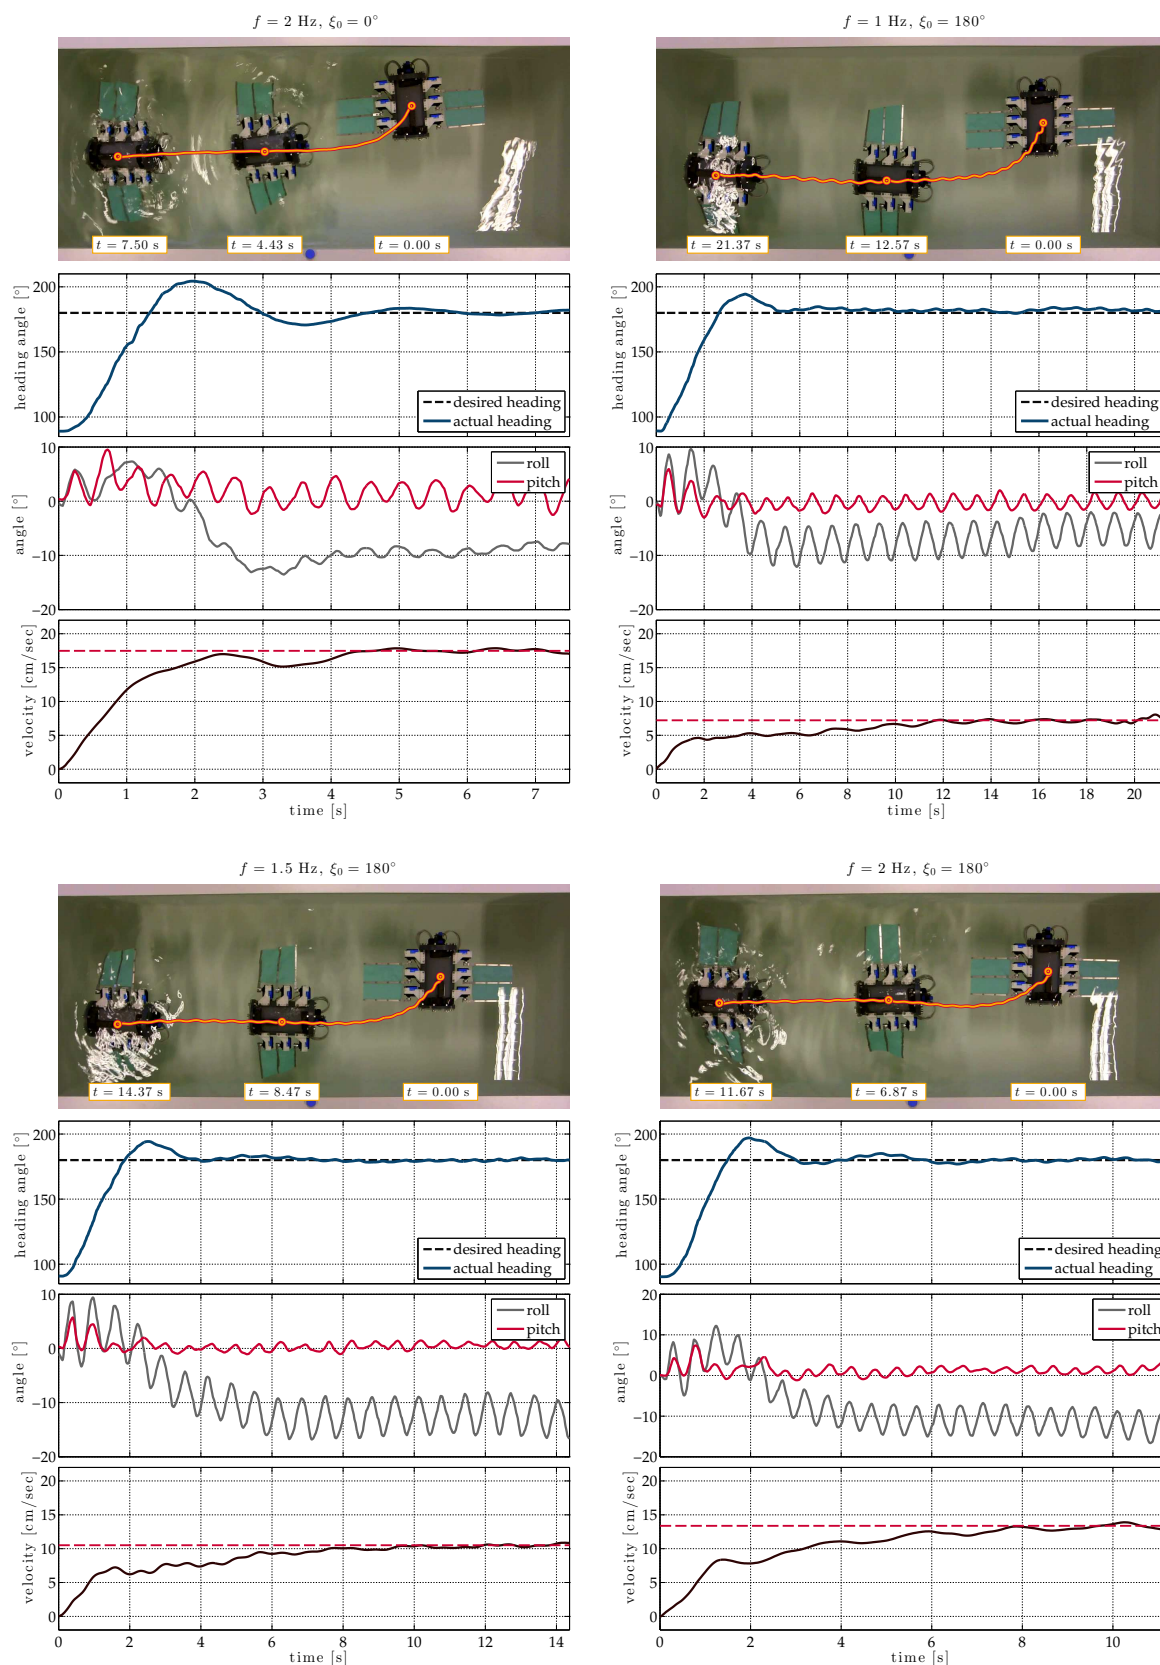 f = 2 Hz, ξ₀ = 0°
t = 7.50 s
t = 4.43 s
t = 0.00 s
200
150
100
heading angle [°]
desired heading
actual heading
10
0
−10
−20
angle [°]
roll
pitch
20
15
10
5
0
velocity [cm/sec]
0 1 2 3 4 5 6 7
time [s]
f = 1 Hz, ξ₀ = 180°
t = 21.37 s
t = 12.57 s
t = 0.00 s
200
150
100
heading angle [°]
desired heading
actual heading
10
0
−10
−20
angle [°]
roll
pitch
20
15
10
5
0
velocity [cm/sec]
0 2 4 6 8 10 12 14 16 18 20
time [s]
f = 1.5 Hz, ξ₀ = 180°
t = 14.37 s
t = 8.47 s
t = 0.00 s
200
150
100
heading angle [°]
desired heading
actual heading
10
0
−10
−20
angle [°]
roll
pitch
20
15
10
5
0
velocity [cm/sec]
0 2 4 6 8 10 12 14
time [s]
f = 2 Hz, ξ₀ = 180°
t = 11.67 s
t = 6.87 s
t = 0.00 s
200
150
100
heading angle [°]
desired heading
actual heading
20
10
0
−10
−20
angle [°]
roll
pitch
20
15
10
5
0
velocity [cm/sec]
0 2 4 6 8 10
time [s]